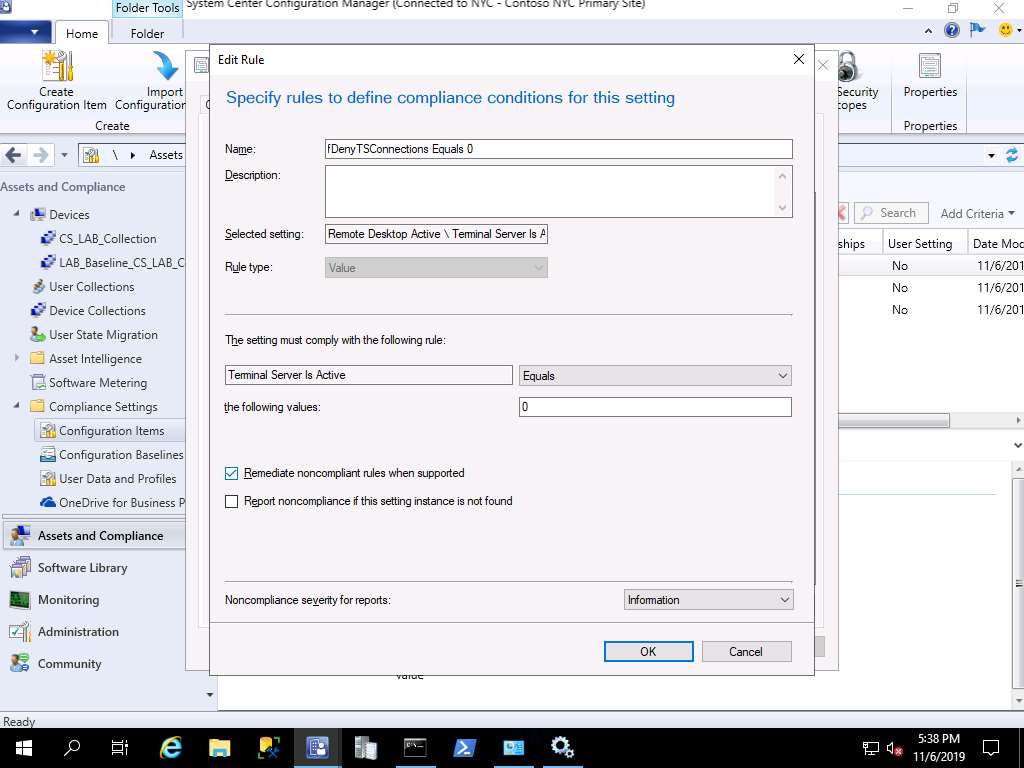 Folder Tools
System Center Configuration Manager (Connected to NYC - Contoso NYC Primary Site)
Home
Folder
Create
Configuration Item
Import
Configuration
Create
Security
copes
Properties
Properties
\
Assets
Assets and Compliance
Devices
CS_LAB_Collection
LAB_Baseline_CS_LAB_C
User Collections
Device Collections
User State Migration
Asset Intelligence
Software Metering
Compliance Settings
Configuration Items
Configuration Baselines
User Data and Profiles
OneDrive for Business P
Assets and Compliance
Software Library
Monitoring
Administration
Community
Ready
Search
Add Criteria
ships
User Setting
Date Moc
No
11/6/201
No
11/6/201
No
11/6/201
Edit Rule
Specify rules to define compliance conditions for this setting
Name:
fDenyTSConnections Equals 0
Description:
Selected setting:
Remote Desktop Active \ Terminal Server Is A
Rule type:
Value
The setting must comply with the following rule:
Terminal Server Is Active
Equals
the following values:
0
Remediate noncompliant rules when supported
Report noncompliance if this setting instance is not found
Noncompliance severity for reports:
Information
OK
Cancel
value
5:38 PM
11/6/2019